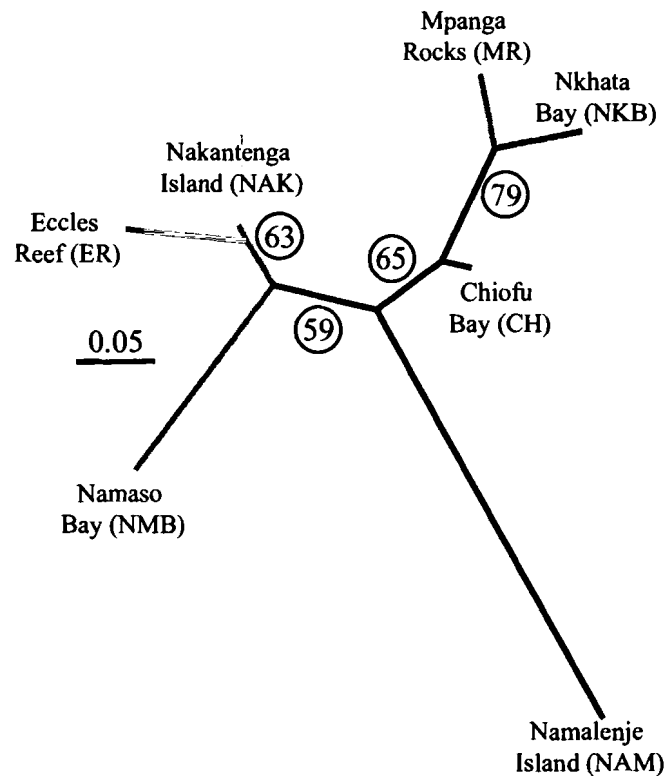 Mpanga
Rocks (MR)
Nkhata
Bay (NKB)
Nakantenga
Island (NAK)
79
Eccles
Reef (ER)
63
65
Chiofu
Bay (CH)
59
0.05
Namaso
Bay (NMB)
Namalenje
Island (NAM)